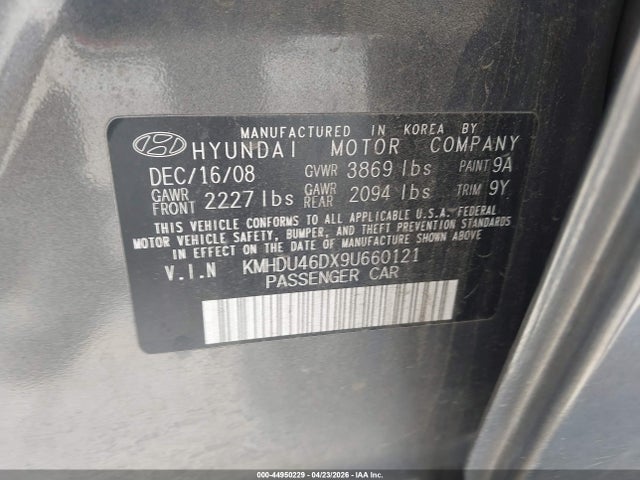 MANUFACTURED IN KOREA BY
HYUNDAI MOTOR COMPANY
DEC/16/08 GVWR 3869 lbs PAINT 9A
GAWR FRONT 2227 lbs GAWR REAR 2094 lbs TRIM 9Y
THIS VEHICLE CONFORMS TO ALL APPLICABLE U.S.A. FEDERAL
MOTOR VEHICLE SAFETY, BUMPER, AND THEFT PREVENTION STANDARDS
IN EFFECT ON THE DATE OF MANUFACTURE SHOWN ABOVE.
V.I.N KMHDU46DX9U660121
PASSENGER CAR
000-44950229 - 04/23/2026 - IAAI.COM